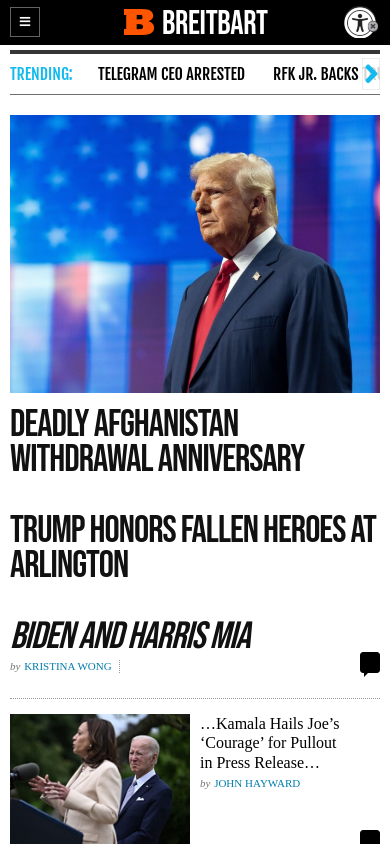 BREITBART
TRENDING:
TELEGRAM CEO ARRESTED
RFK JR. BACKS
DEADLY AFGHANISTAN
WITHDRAWAL ANNIVERSARY
TRUMP HONORS FALLEN HEROES AT
ARLINGTON
BIDEN AND HARRIS MIA
by KRISTINA WONG
…Kamala Hails Joe’s
‘Courage’ for Pullout
in Press Release…
by JOHN HAYWARD